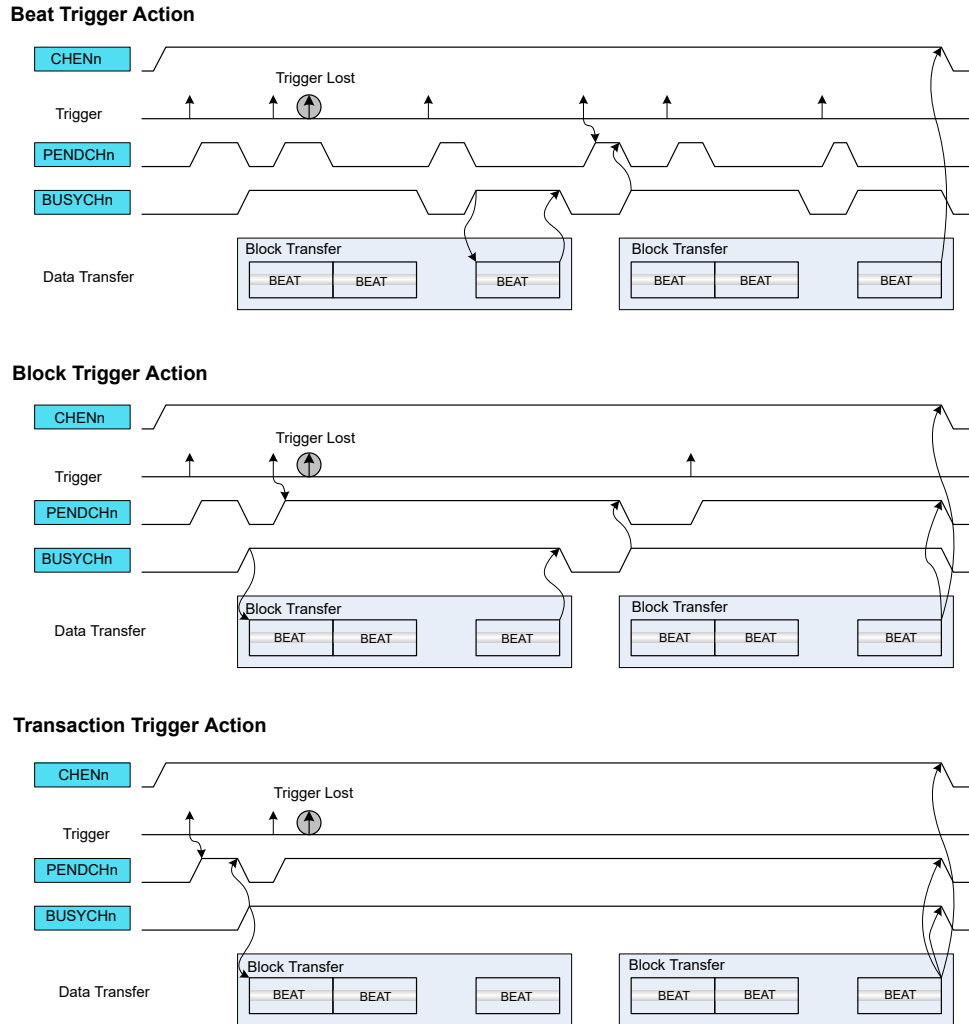 Beat Trigger Action
CHENn
Trigger Lost
Trigger
PENDCHn
BUSYCHn
Block Transfer
Block Transfer
Data Transfer
BEAT
BEAT
BEAT
BEAT
BEAT
BEAT
Block Trigger Action
CHENn
Trigger Lost
Trigger
PENDCHn
BUSYCHn
Block Transfer
Block Transfer
Data Transfer
BEAT
BEAT
BEAT
BEAT
BEAT
BEAT
Transaction Trigger Action
CHENn
Trigger Lost
Trigger
PENDCHn
BUSYCHn
Block Transfer
Block Transfer
Data Transfer
BEAT
BEAT
BEAT
BEAT
BEAT
BEAT